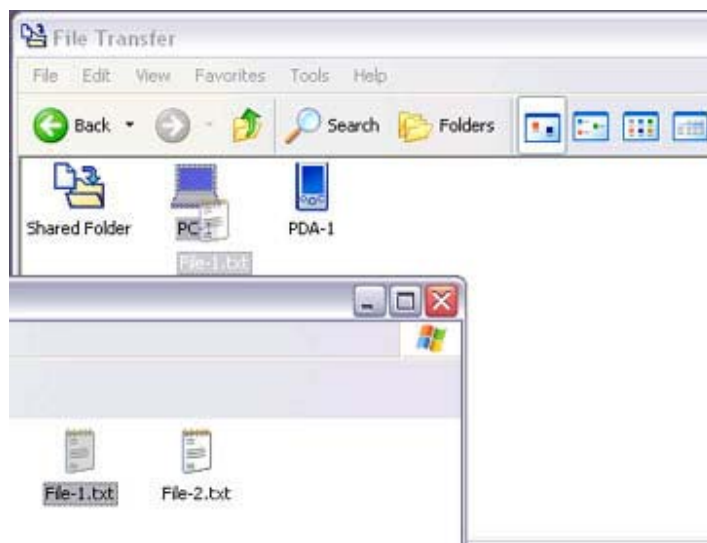 File Transfer
File Edit View Favorites Tools Help
Back Search Folders
Shared Folder PC-1 PDA-1
File-1.txt
File-1.txt File-2.txt